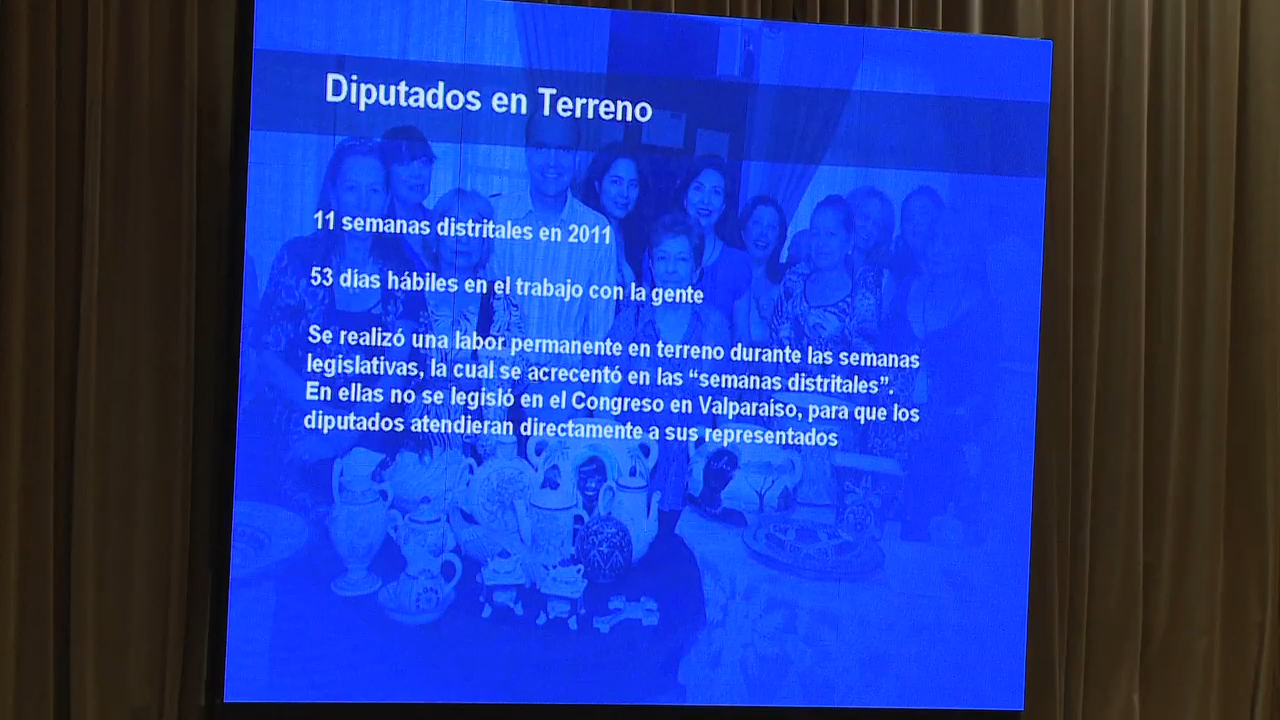 Diputados en Terreno
11 semanas distritales en 2011
53 días hábiles en el trabajo con la gente
Se realizó una labor permanente en terreno durante las semanas
legislativas, la cual se acrecentó en las “semanas distritales”.
En ellas no se legisló en el Congreso en Valparaíso, para que los
diputados atendieran directamente a sus representados